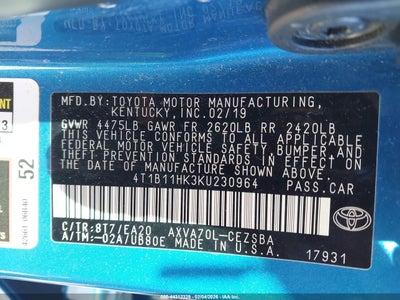 MFD.BY:TOYOTA MOTOR MANUFACTURING,
KENTUCKY,INC.02/19
GVWR 4475LB GAWR FR 2620LB RR 2420LB
THIS VEHICLE CONFORMS TO ALL
APPLICABLE FEDERAL MOTOR VEHICLE
SAFETY, BUMPER, AND THEFT
PREVENTION STANDARDS IN EFFECT
ON THE DATE OF MANUFACTURE
SHOWN ABOVE.
4T1B11HK3KU230964 PASS.CAR
C/TR:8T7/EA20 AXVA70L-CEZSBA
A/TM:-02A/UB80E MADE IN U.S.A.
TOYOTA
17931
52